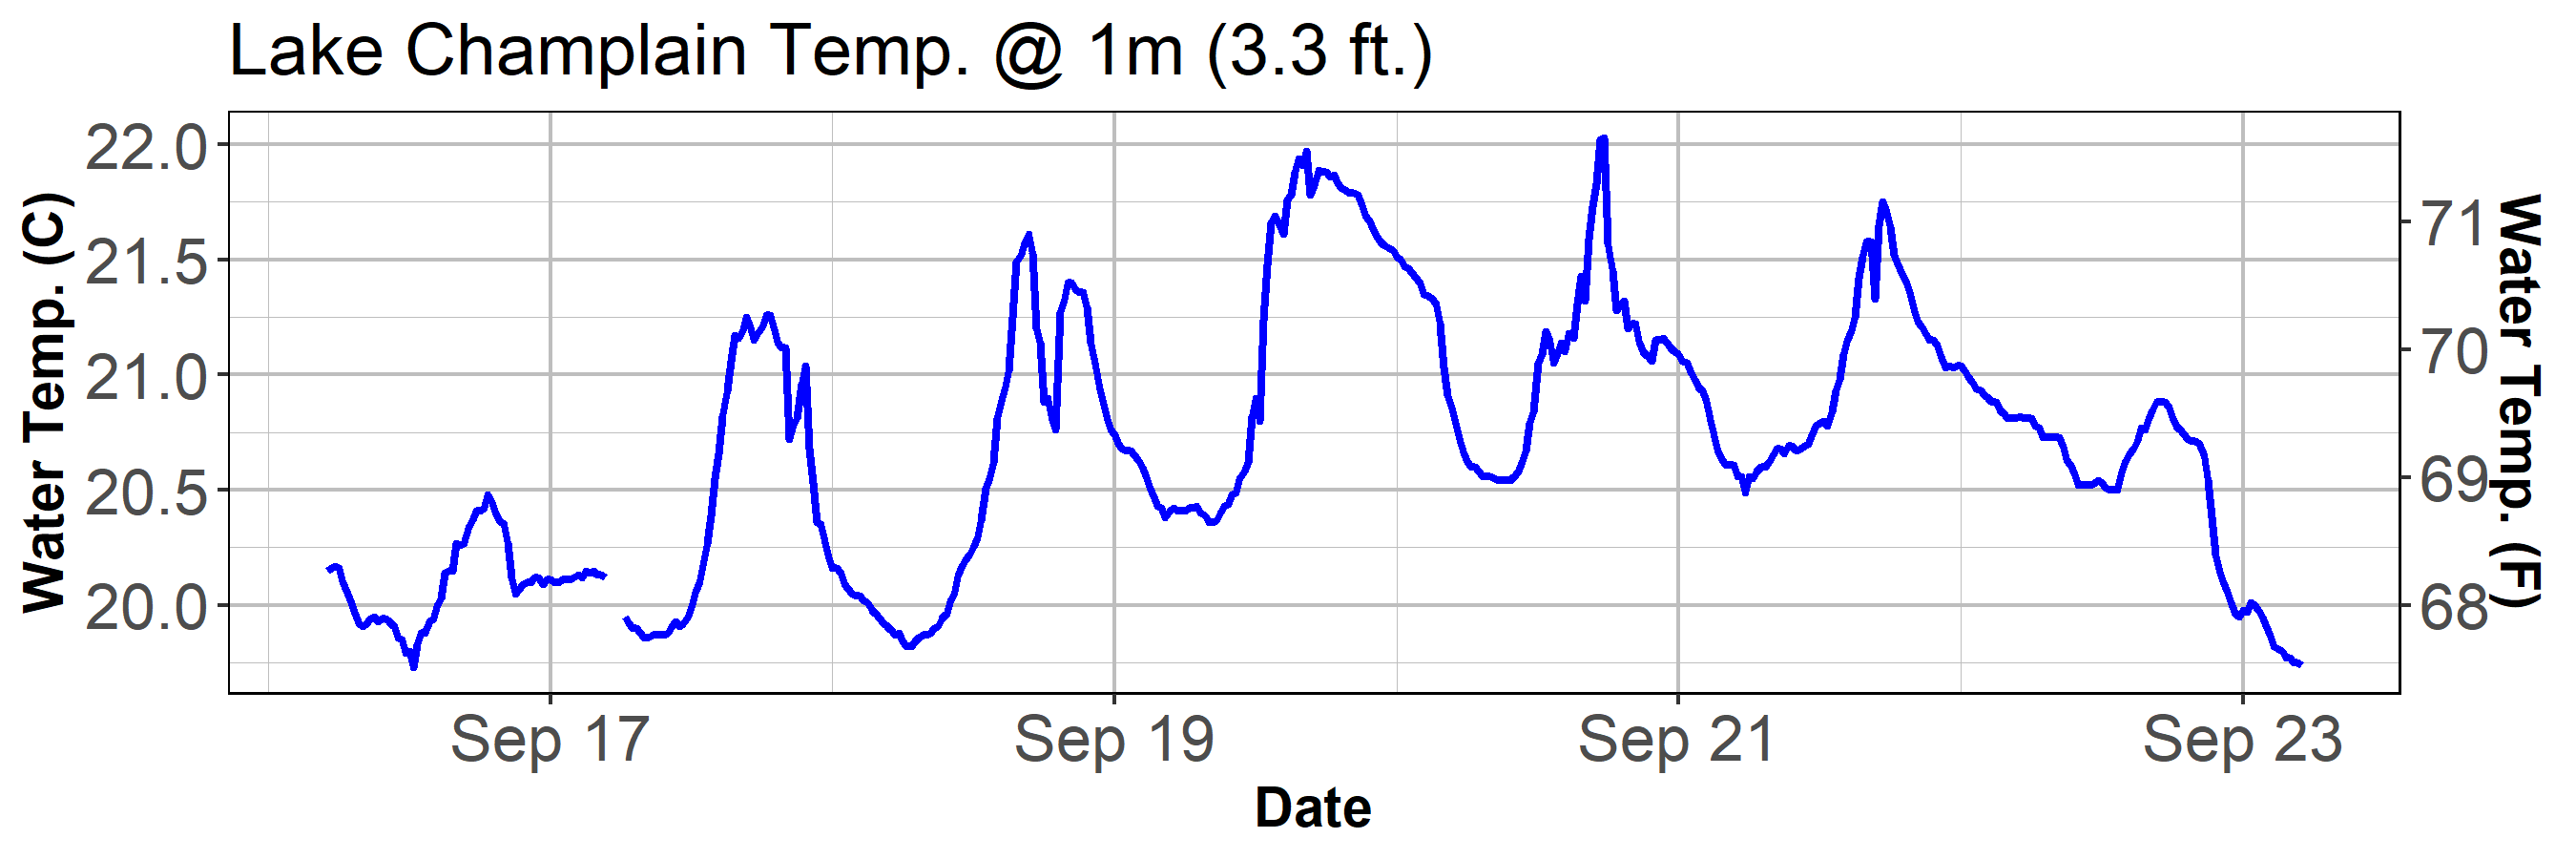 Lake Champlain Temp. @ 1m (3.3 ft.)
Water Temp. (C)
22.0
21.5
21.0
20.5
20.0
71
70
69
68
Water Temp. (F)
Sep 17
Sep 19
Sep 21
Sep 23
Date